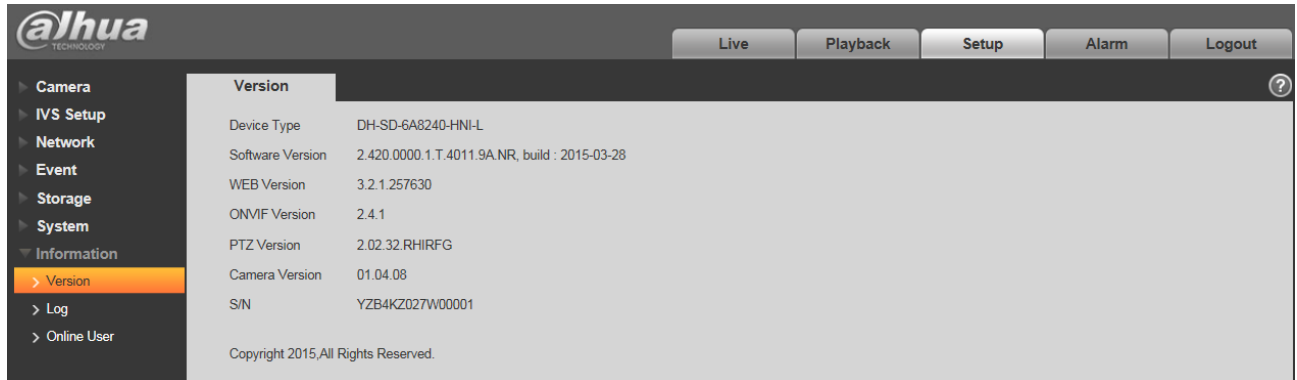 alhua
TECHNOLOGY
Live Playback Setup Alarm Logout
Camera
IVS Setup
Network
Event
Storage
System
Information
Version
Log
Online User
Version
?
Device Type DH-SD-6A8240-HNI-L
Software Version 2.420.0000.1.T.4011.9A.NR, build : 2015-03-28
WEB Version 3.2.1.257630
ONVIF Version 2.4.1
PTZ Version 2.02.32.RHIRFG
Camera Version 01.04.08
S/N YZB4KZ027W00001
Copyright 2015,All Rights Reserved.